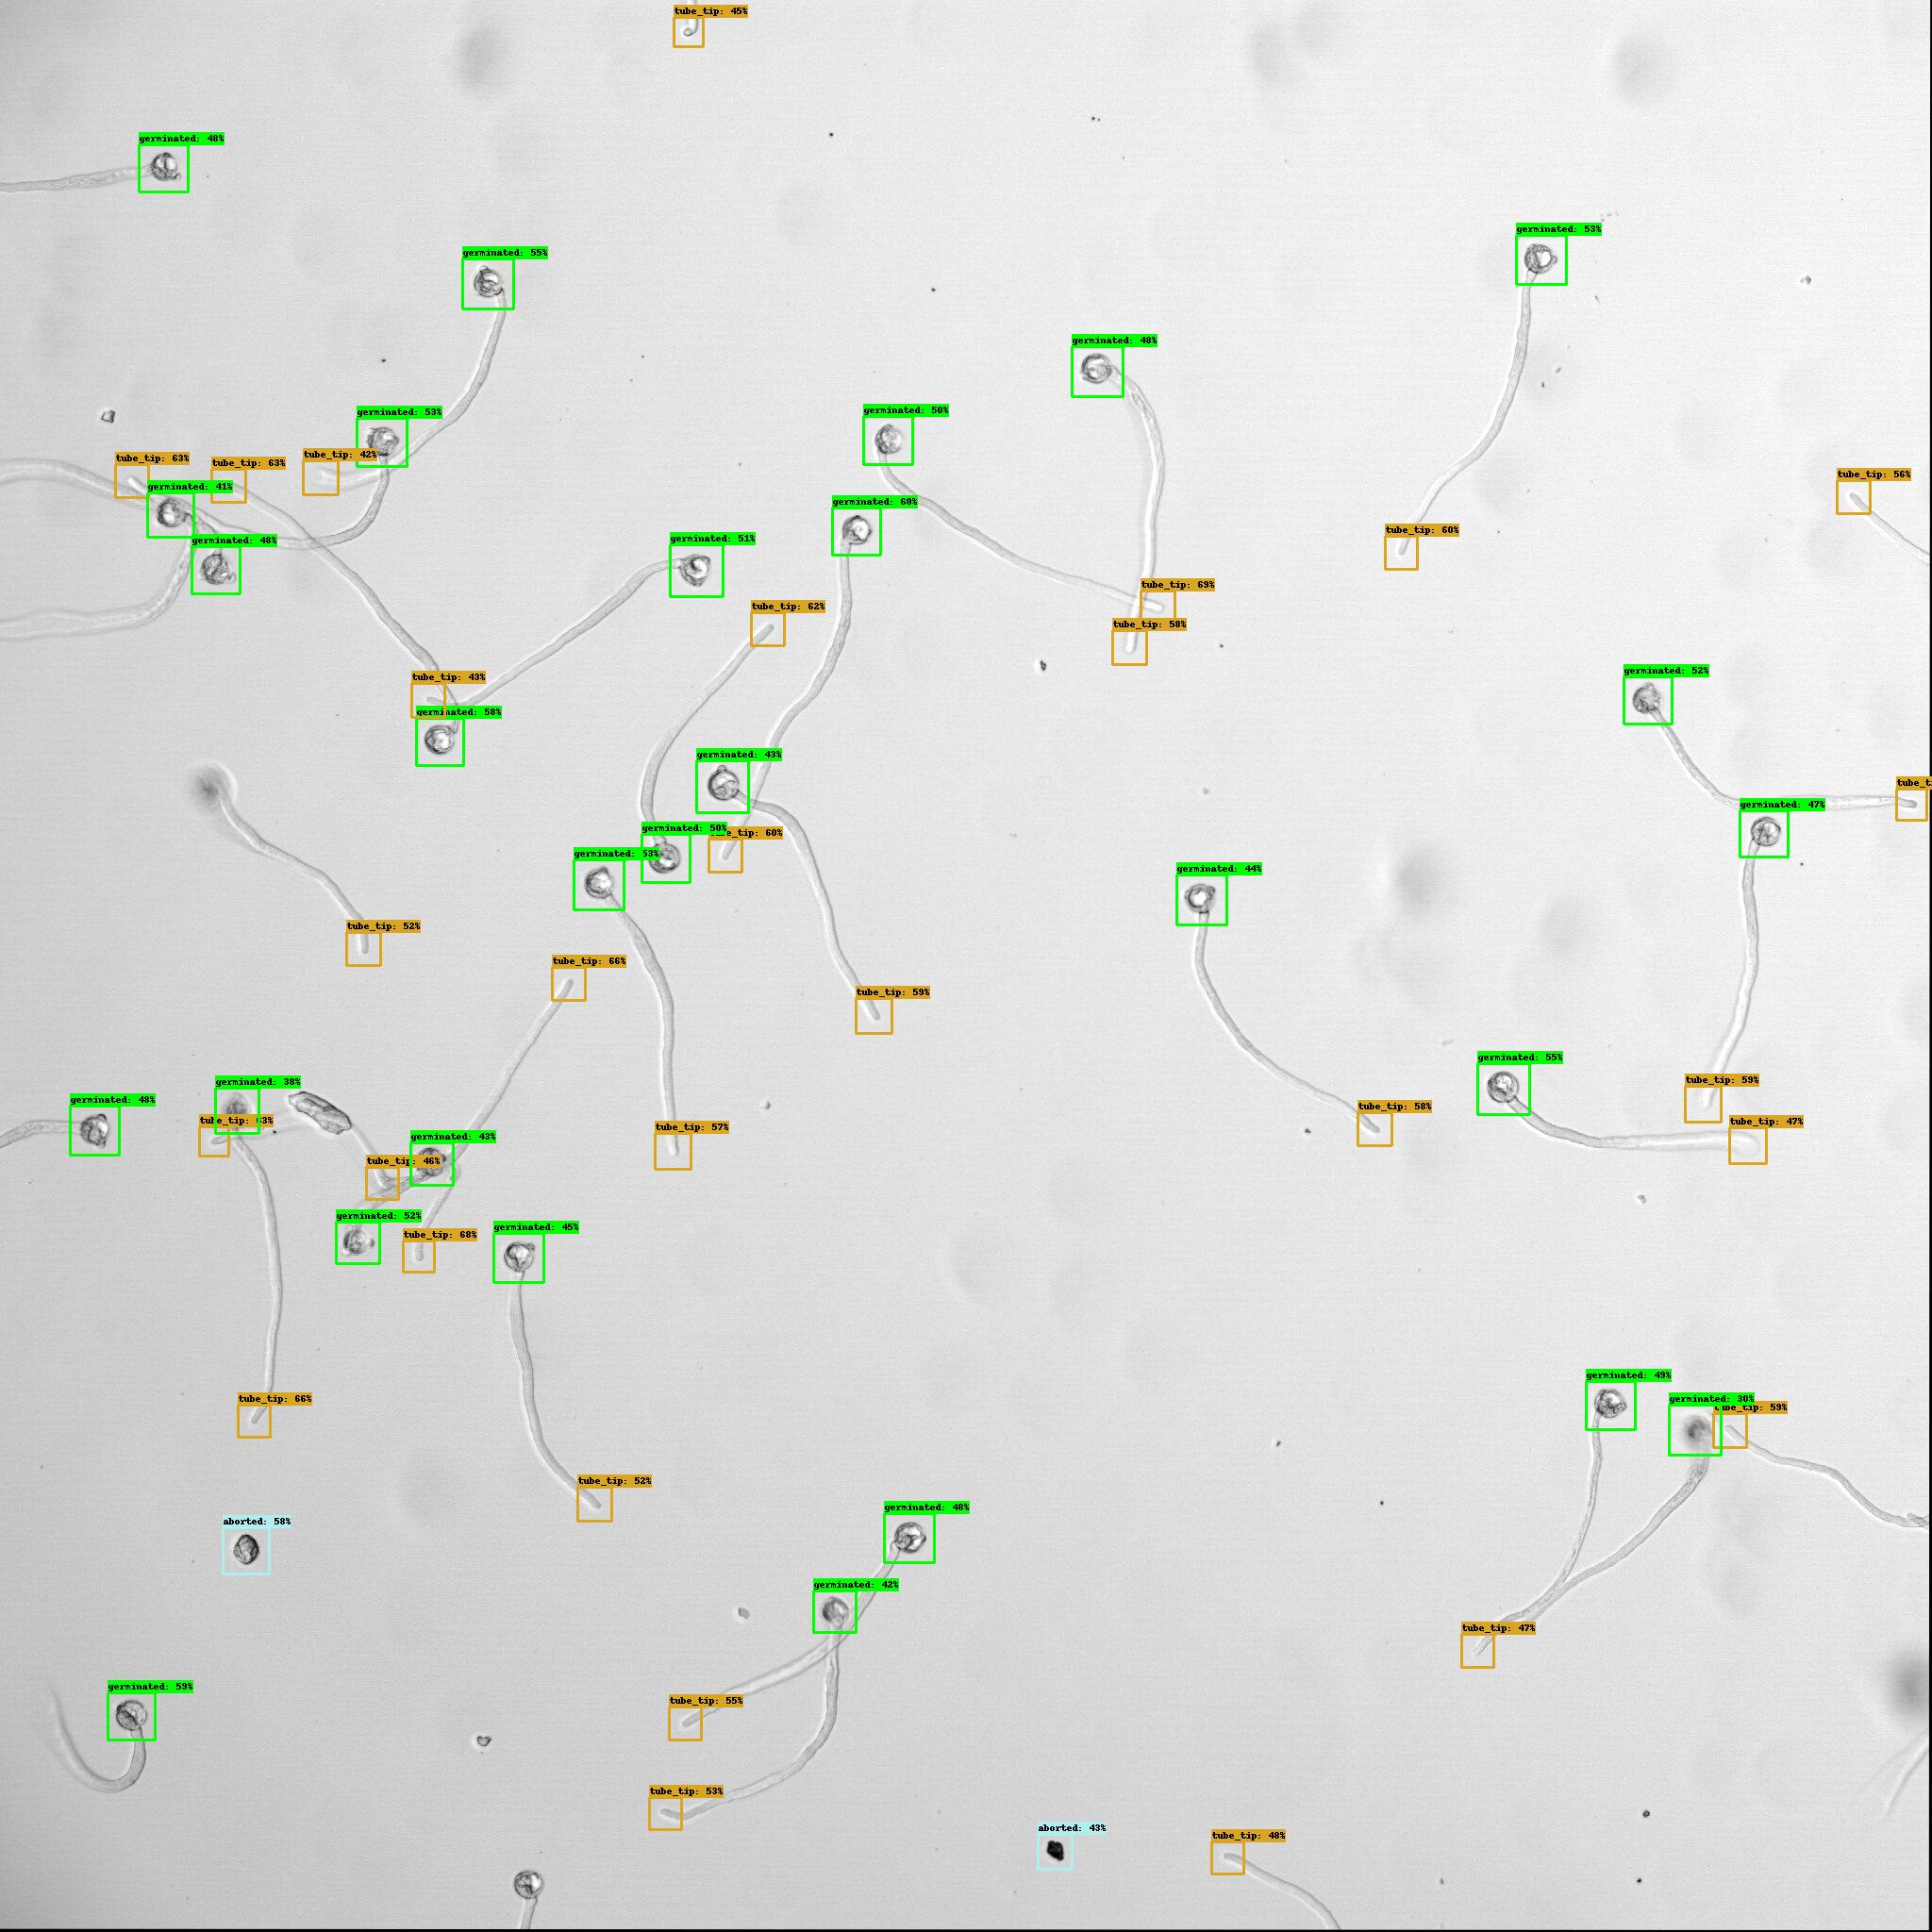 tube_tip: 45%
germinated: 48%
germinated: 53%
germinated: 55%
germinated: 48%
germinated: 50%
germinated: 53%
tube_tip: 42%
tube_tip: 63%
tube_tip: 63%
tube_tip: 56%
germinated: 41%
germinated: 60%
tube_tip: 60%
germinated: 51%
germinated: 48%
tube_tip: 69%
tube_tip: 62%
tube_tip: 58%
germinated: 52%
tube_tip: 43%
germinated: 58%
germinated: 43%
germinated: 47%
germinated: 50%
60%
germinated: 53%
germinated: 44%
tube_tip: 52%
tube_tip: 66%
tube_tip: 59%
germinated: 55%
tube_tip: 59%
germinated: 38%
germinated: 48%
tube_tip: 58%
tube_tip: 63%
tube_tip: 47%
tube_tip: 57%
germinated: 43%
tube_tip: 46%
germinated: 52%
germinated: 45%
tube_tip: 68%
germinated: 49%
germinated: 30%
tube_tip: 66%
59%
tube_tip: 52%
germinated: 48%
aborted: 58%
germinated: 42%
tube_tip: 47%
germinated: 59%
tube_tip: 55%
tube_tip: 53%
aborted: 43%
tube_tip: 48%